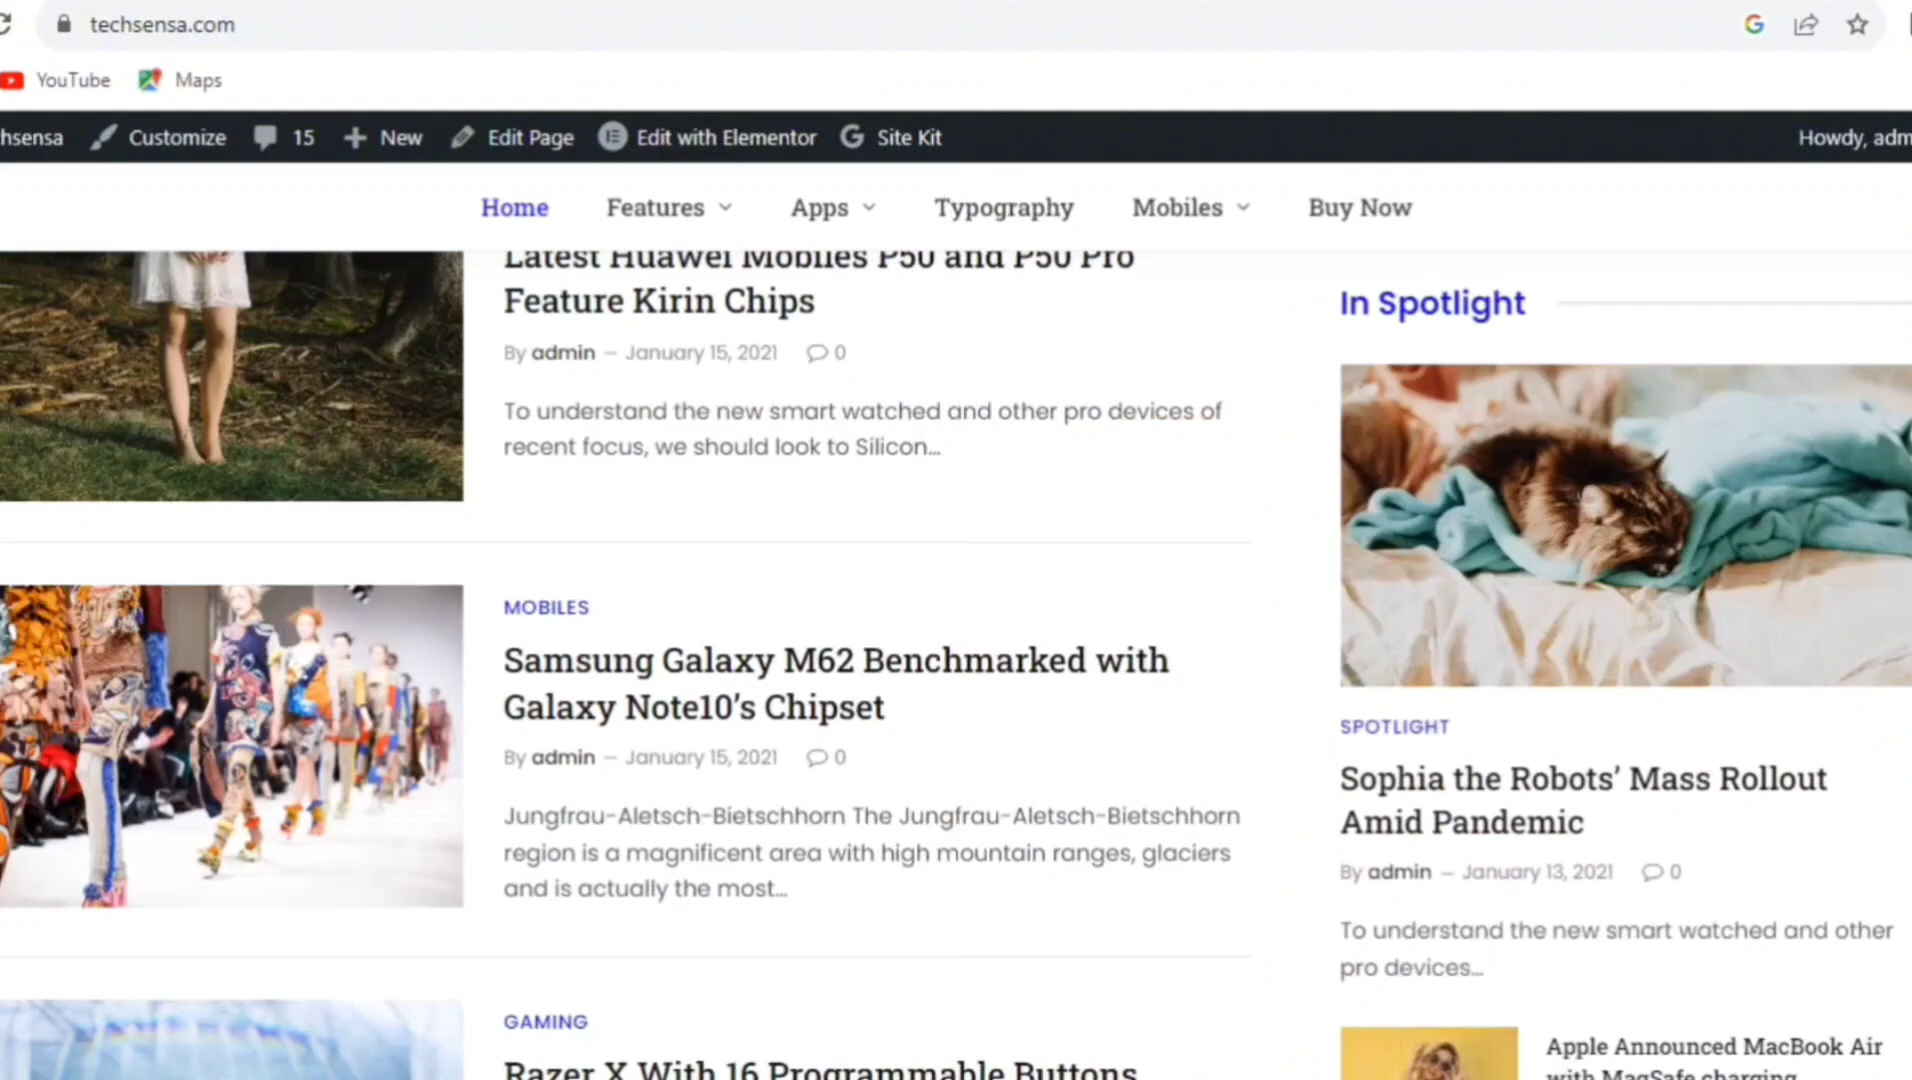 techsensa.com
YouTube Maps
hsensa Customize 15 New Edit Page Edit with Elementor Site Kit Howdy, adm
Home Features Apps Typography Mobiles Buy Now
Latest Huawei Mobiles P50 and P50 Pro
Feature Kirin Chips
By admin — January 15, 2021 0
To understand the new smart watched and other pro devices of
recent focus, we should look to Silicon...
MOBILES
Samsung Galaxy M62 Benchmarked with
Galaxy Note10’s Chipset
By admin — January 15, 2021 0
Jungfrau-Aletsch-Bietschhorn The Jungfrau-Aletsch-Bietschhorn
region is a magnificent area with high mountain ranges, glaciers
and is actually the most...
GAMING
Razer X With 16 Programmable Buttons
In Spotlight
SPOTLIGHT
Sophia the Robots’ Mass Rollout
Amid Pandemic
By admin — January 13, 2021 0
To understand the new smart watched and other
pro devices...
Apple Announced MacBook Air
with MagSafe charging